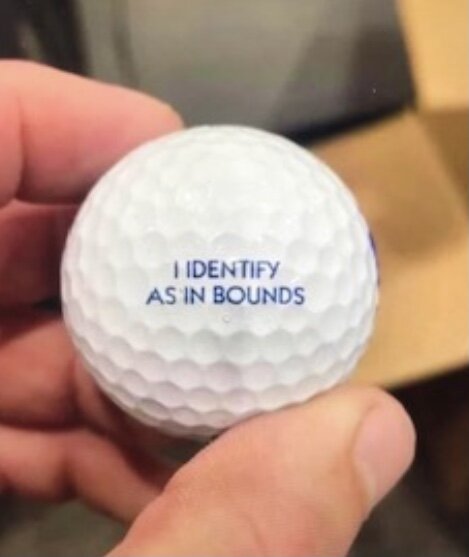 I IDENTIFY
AS IN BOUNDS